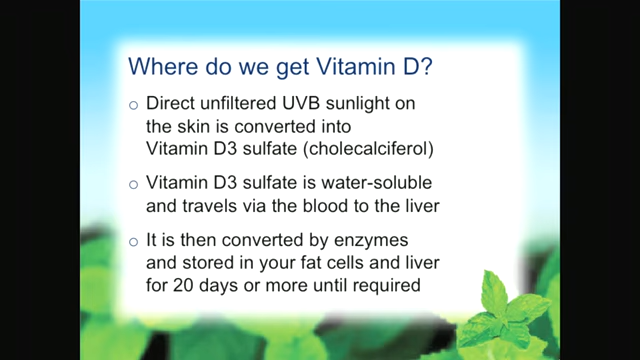 Where do we get Vitamin D?
○ Direct unfiltered UVB sunlight on
the skin is converted into
Vitamin D3 sulfate (cholecalciferol)
○ Vitamin D3 sulfate is water-soluble
and travels via the blood to the liver
○ It is then converted by enzymes
and stored in your fat cells and liver
for 20 days or more until required